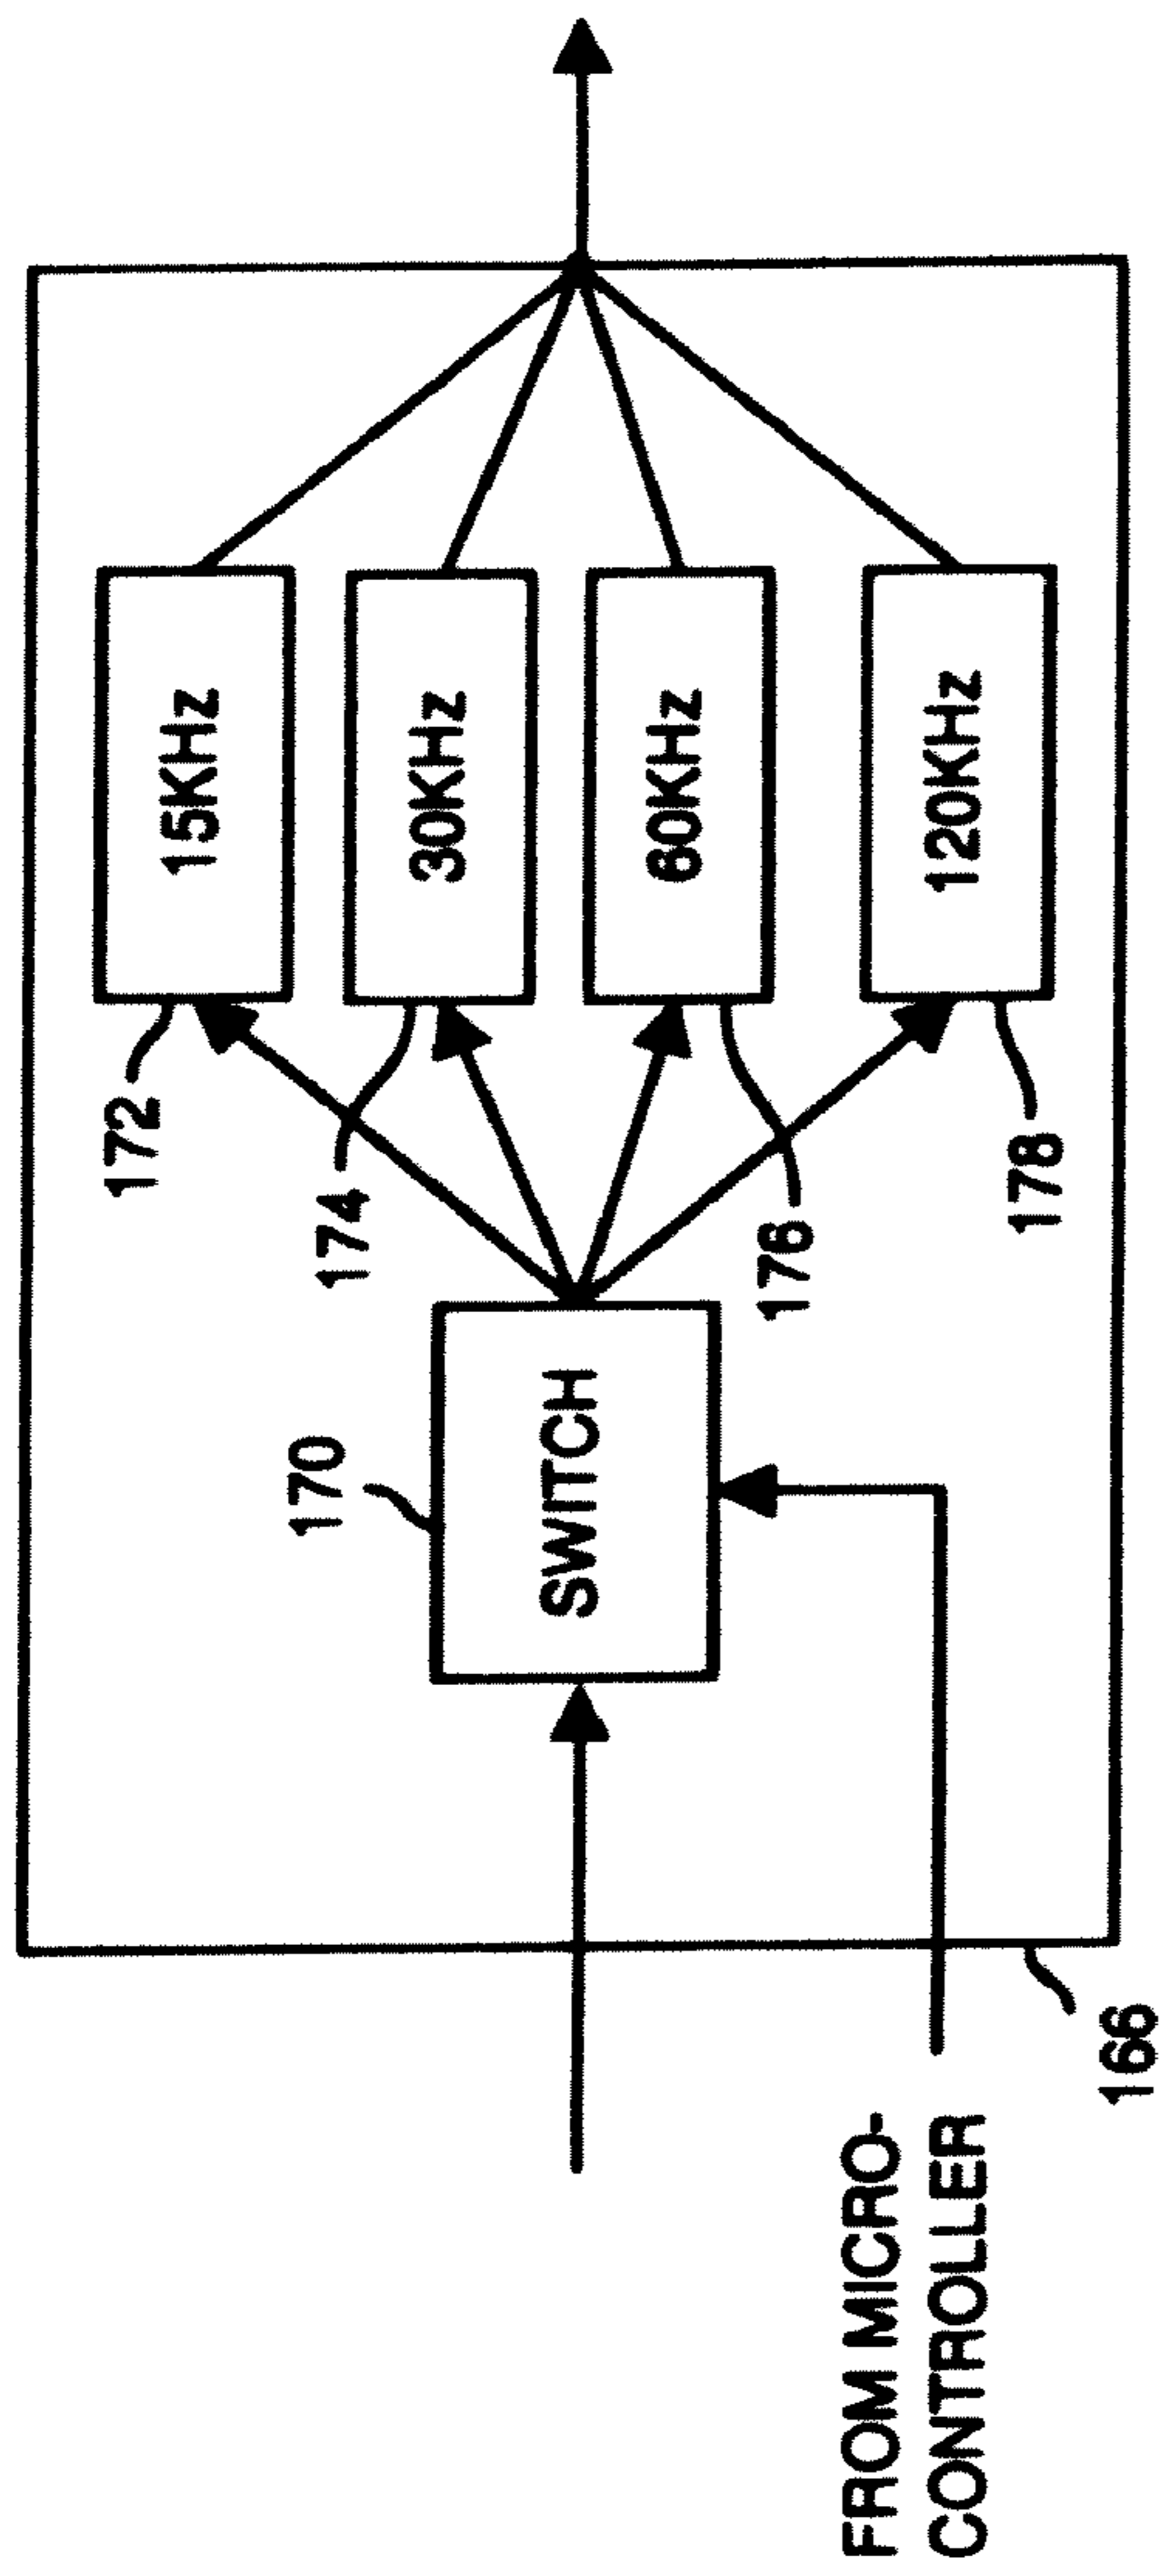 172
15KHz
170
174
30KHz
SWITCH
60KHz
176
120KHz
178
FROM MICRO-
CONTROLLER
166